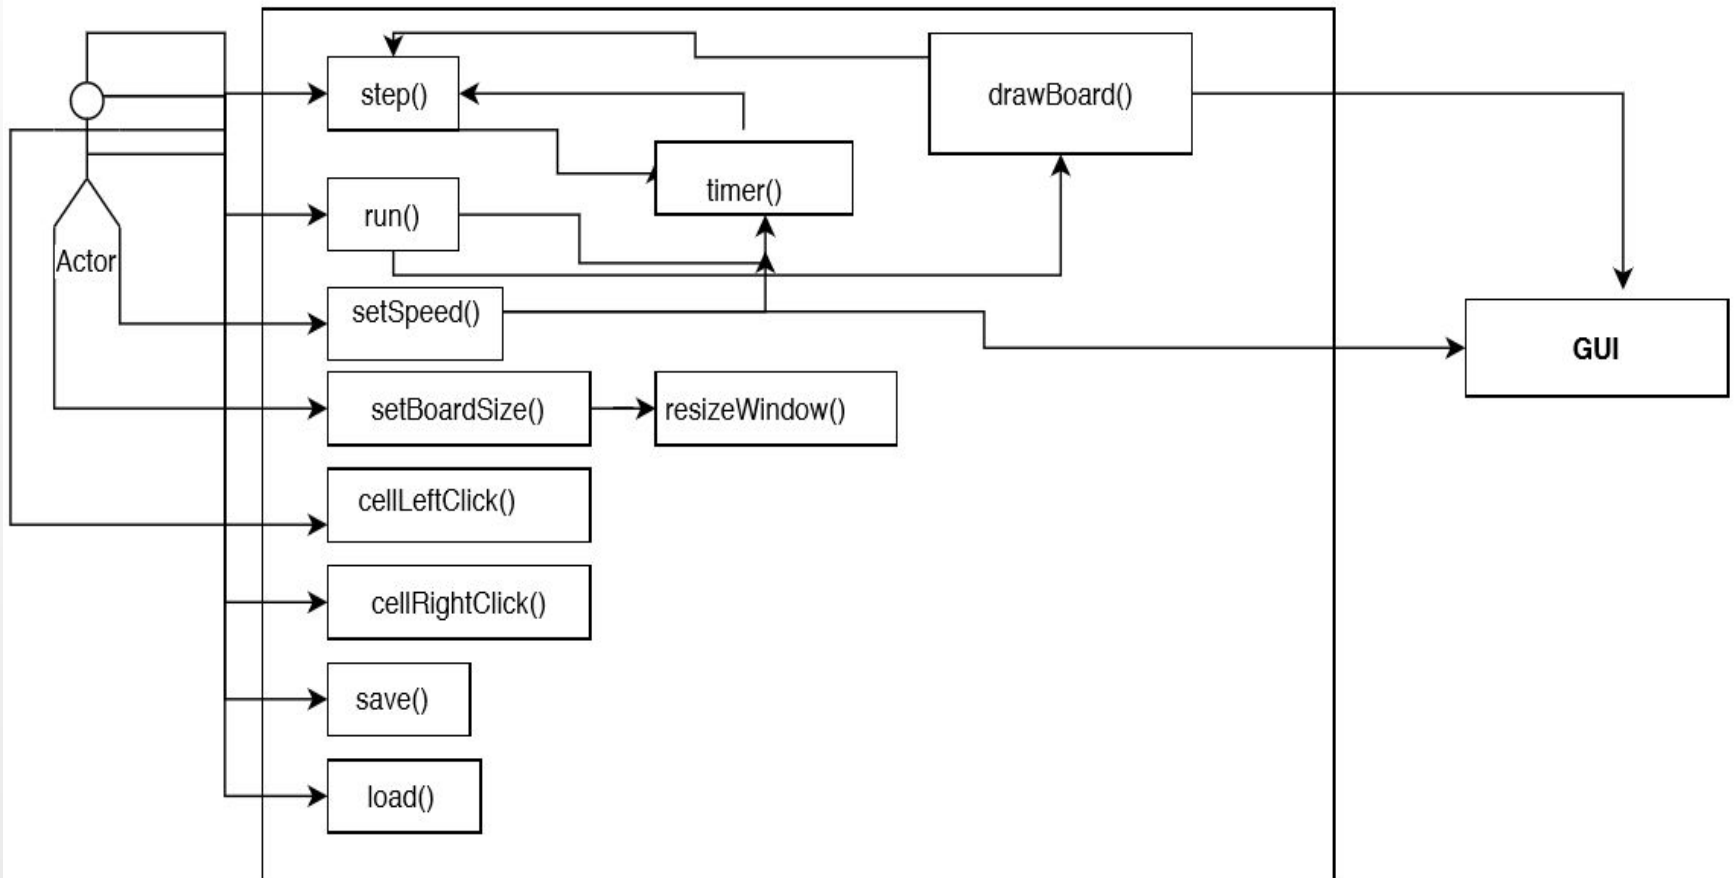 step()
drawBoard()
timer()
run()
Actor
setSpeed()
GUI
setBoardSize()
resizeWindow()
cellLeftClick()
cellRightClick()
save()
load()